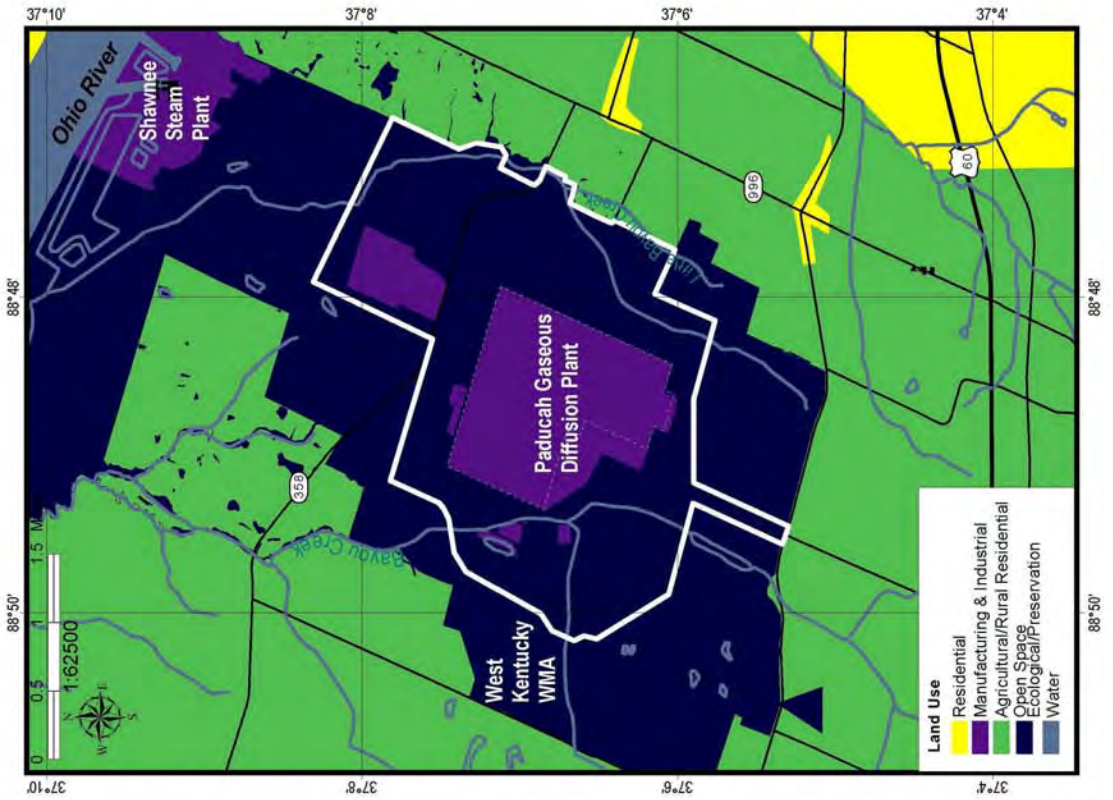 37°10'
37°8'
37°6'
37°4'
Ohio River
Shawnee
Steam
Plant
996
60
Little Bayou Creek
88°48'
88°48'
Paducah Gaseous
Diffusion Plant
358
Bayou Creek
West
Kentucky
WMA
88°50'
88°50'
0 0.5 1 1.5 M
1:62500
N
E
S
W
Land Use
Residential
Manufacturing & Industrial
Agricultural/Rural Residential
Open Space
Ecological/Preservation
Water
37°10'
37°8'
37°6'
37°4'